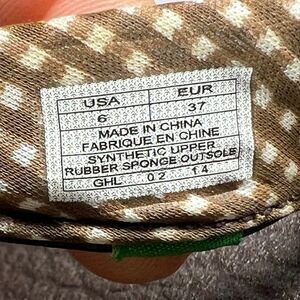 USA EUR
6 37
MADE IN CHINA
FABRIQUE EN CHINE
SYNTHETIC UPPER
RUBBER SPONGE OUTSOLE
GHL 02 14